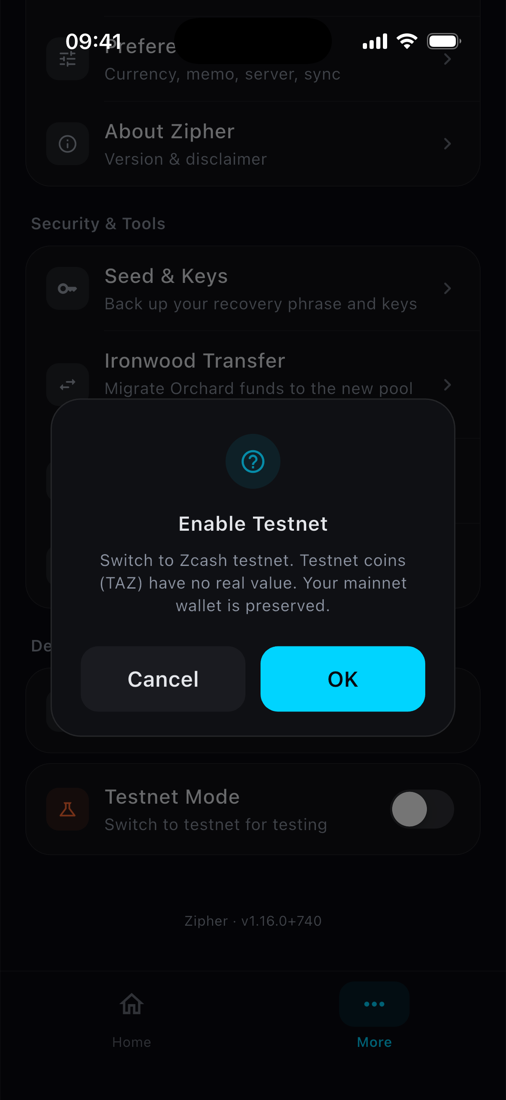 09:41
Prefere
Currency, memo, server, sync
About Zipher
Version & disclaimer
Security & Tools
Seed & Keys
Back up your recovery phrase and keys
Ironwood Transfer
Migrate Orchard funds to the new pool
Enable Testnet
Switch to Zcash testnet. Testnet coins
(TAZ) have no real value. Your mainnet
wallet is preserved.
De
Cancel
OK
Testnet Mode
Switch to testnet for testing
Zipher · v1.16.0+740
Home
More